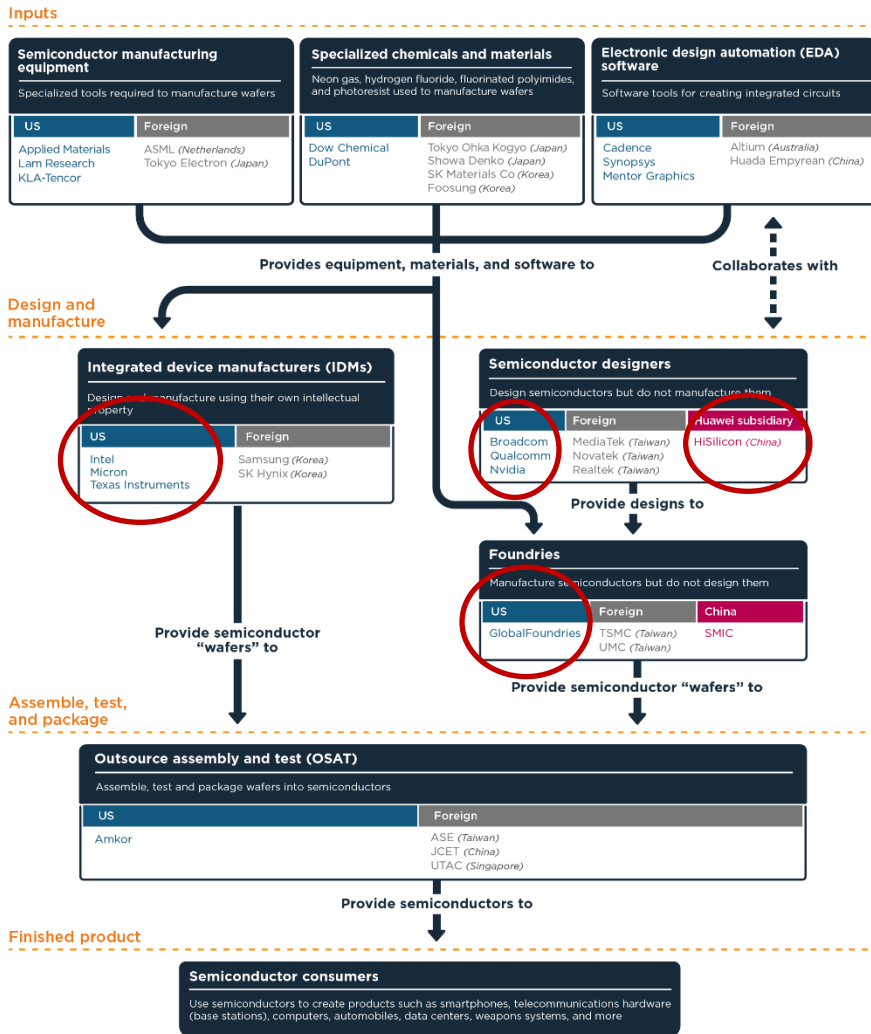 Inputs
Semiconductor manufacturing
equipment
Specialized tools required to manufacture wafers
US
Foreign
Applied Materials
Lam Research
KLA-Tencor
ASML (Netherlands)
Tokyo Electron (Japan)
Specialized chemicals and materials
Neon gas, hydrogen fluoride, fluorinated polyimides,
and photoresist used to manufacture wafers
US
Foreign
Dow Chemical
DuPont
Tokyo Ohka Kogyo (Japan)
Showa Denko (Japan)
SK Materials Co (Korea)
Foosung (Korea)
Electronic design automation (EDA)
software
Software tools for creating integrated circuits
US
Foreign
Cadence
Synopsys
Mentor Graphics
Altium (Australia)
Huada Empyrean (China)
Provides equipment, materials, and software to
Collaborates with
Design and
manufacture
Integrated device manufacturers (IDMs)
Design and manufacture using their own intellectual
property
US
Foreign
Intel
Micron
Texas Instruments
Samsung (Korea)
SK Hynix (Korea)
Semiconductor designers
Design semiconductors but do not manufacture them
US
Foreign
Huawei subsidiary
Broadcom
Qualcomm
Nvidia
MediaTek (Taiwan)
Novatek (Taiwan)
Realtek (Taiwan)
HiSilicon (China)
Provide designs to
Foundries
Manufacture semiconductors but do not design them
US
Foreign
China
GlobalFoundries
TSMC (Taiwan)
UMC (Taiwan)
SMIC
Provide semiconductor
“wafers” to
Provide semiconductor “wafers” to
Assemble, test,
and package
Outsource assembly and test (OSAT)
Assemble, test and package wafers into semiconductors
US
Foreign
Amkor
ASE (Taiwan)
JCET (China)
UTAC (Singapore)
Provide semiconductors to
Finished product
Semiconductor consumers
Use semiconductors to create products such as smartphones, telecommunications hardware
(base stations), computers, automobiles, data centers, weapons systems, and more